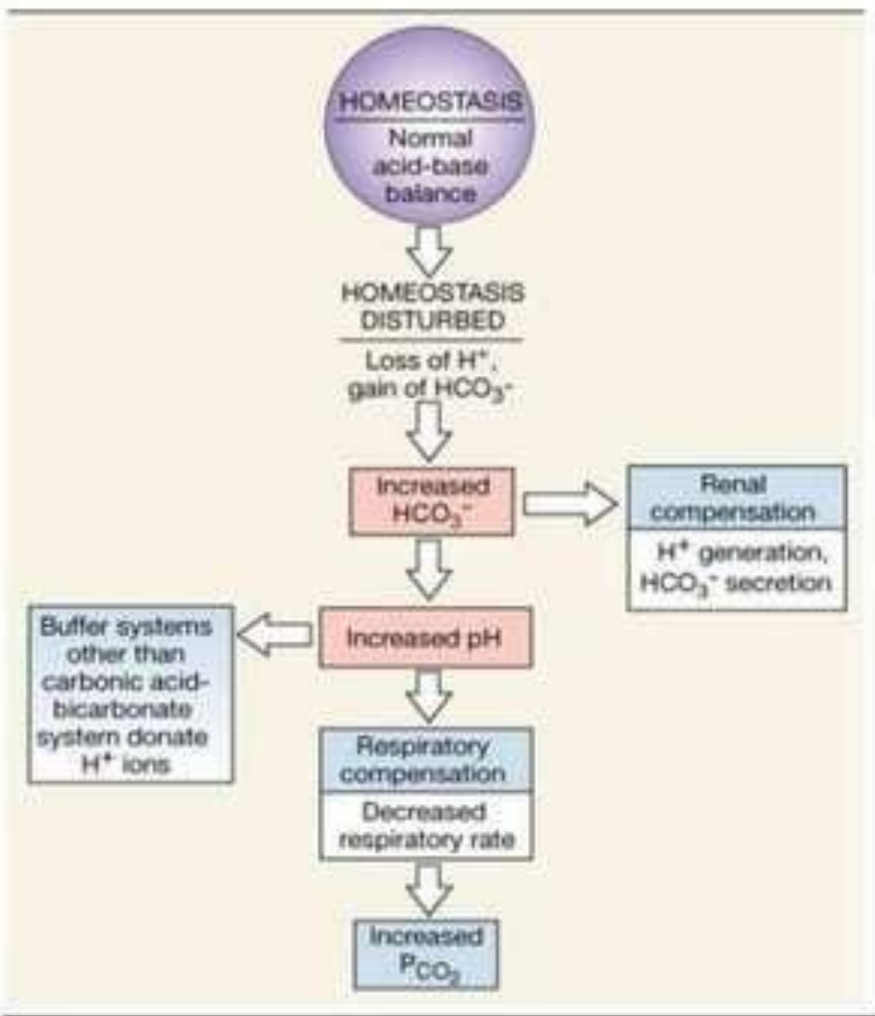 HOMEOSTASIS
Normal
acid-base
balance
HOMEOSTASIS
DISTURBED
Loss of H⁺,
gain of HCO₃⁻
Increased
HCO₃⁻
Renal
compensation
H⁺ generation,
HCO₃⁻ secretion
Increased pH
Buffer systems
other than
carbonic acid-
bicarbonate
system donate
H⁺ ions
Respiratory
compensation
Decreased
respiratory rate
Increased
P_CO₂